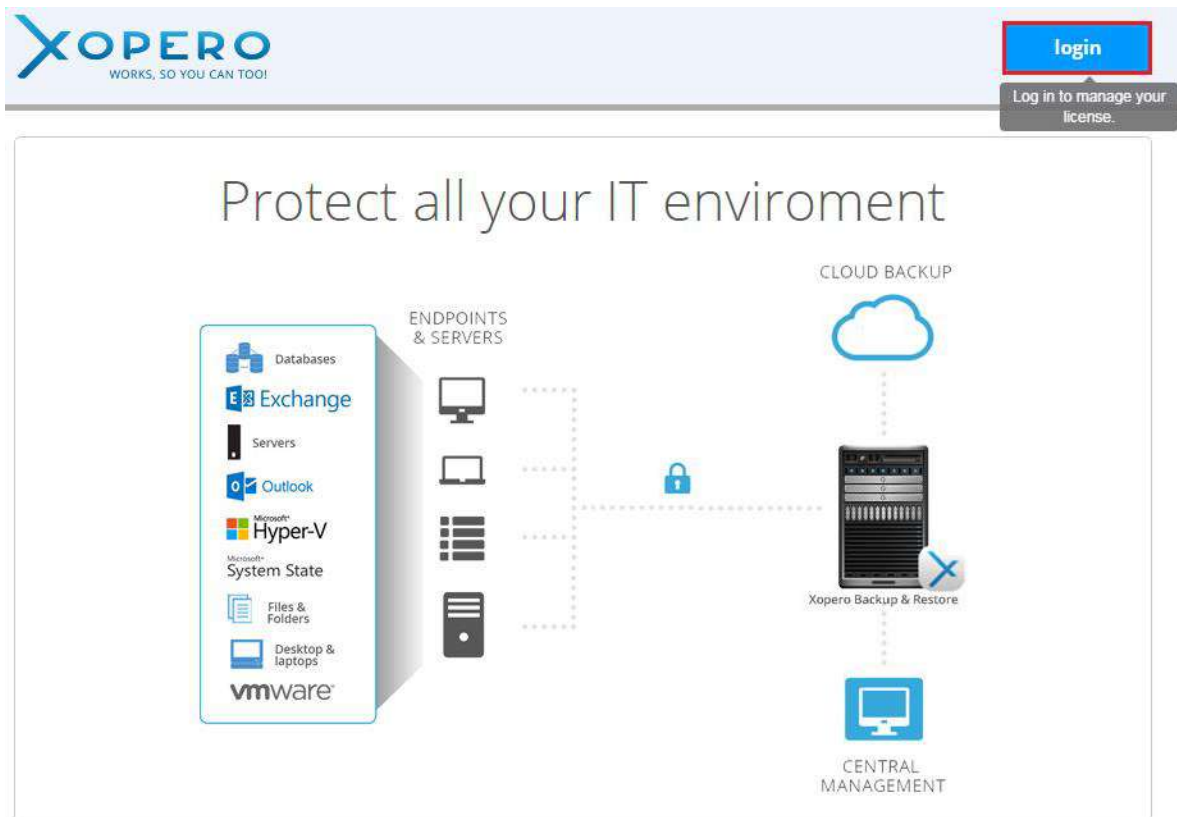 XOPERO
WORKS, SO YOU CAN TOO!
login
Log in to manage your
license.
Protect all your IT enviroment
CLOUD BACKUP
ENDPOINTS
& SERVERS
Databases
E Exchange
Servers
o Outlook
Microsoft®
Hyper-V
Microsoft®
System State
Files &
Folders
Desktop &
laptops
vmware®
Xopero Backup & Restore
CENTRAL
MANAGEMENT